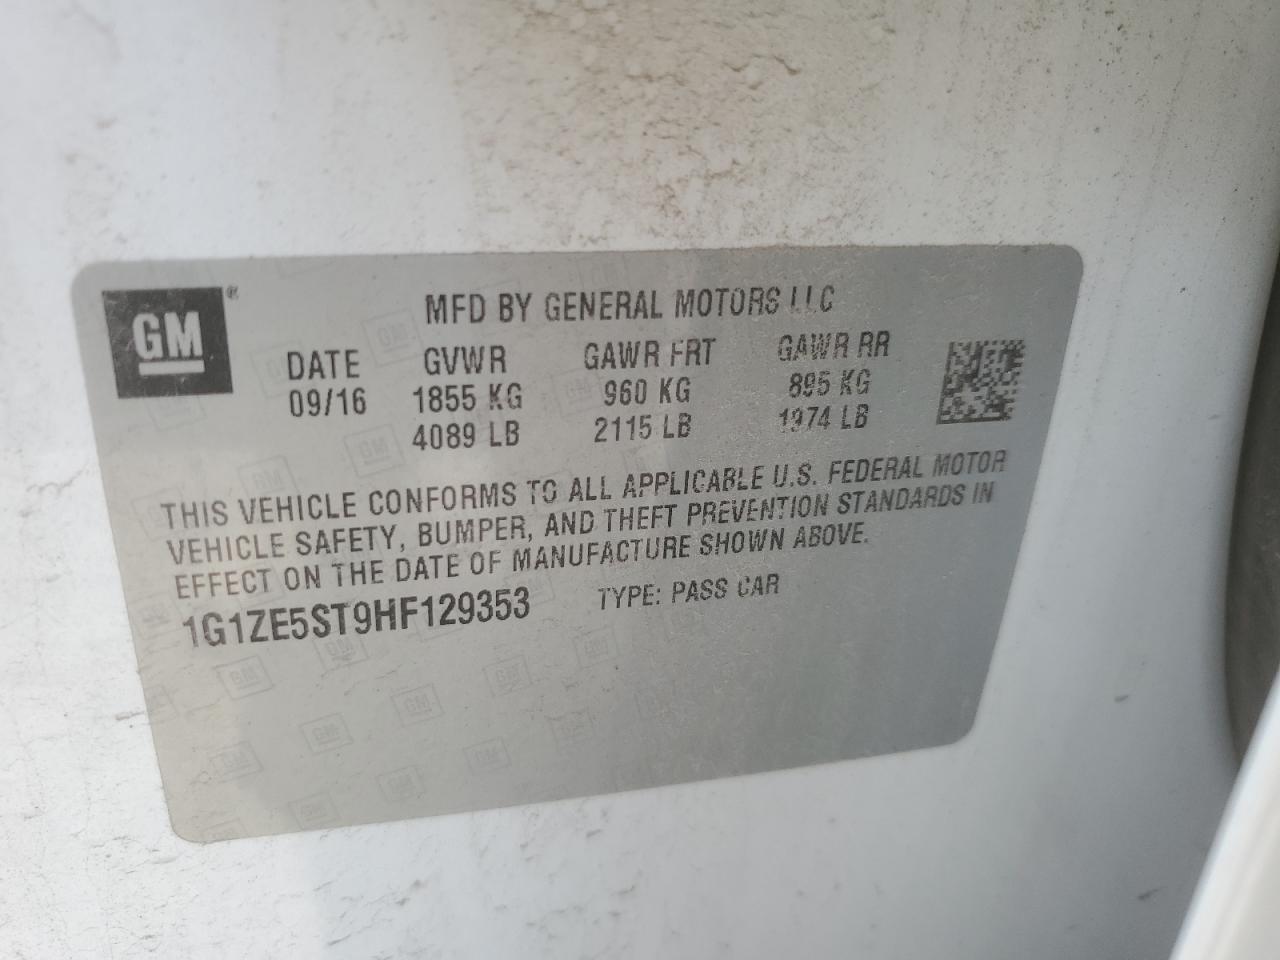 GM®
MFD BY GENERAL MOTORS LLC
DATE GVWR GAWR FRT GAWR RR
09/16 1855 KG 960 KG 895 KG
4089 LB 2115 LB 1974 LB
THIS VEHICLE CONFORMS TO ALL APPLICABLE U.S. FEDERAL MOTOR
VEHICLE SAFETY, BUMPER, AND THEFT PREVENTION STANDARDS IN
EFFECT ON THE DATE OF MANUFACTURE SHOWN ABOVE.
1G1ZE5ST9HF129353 TYPE: PASS CAR